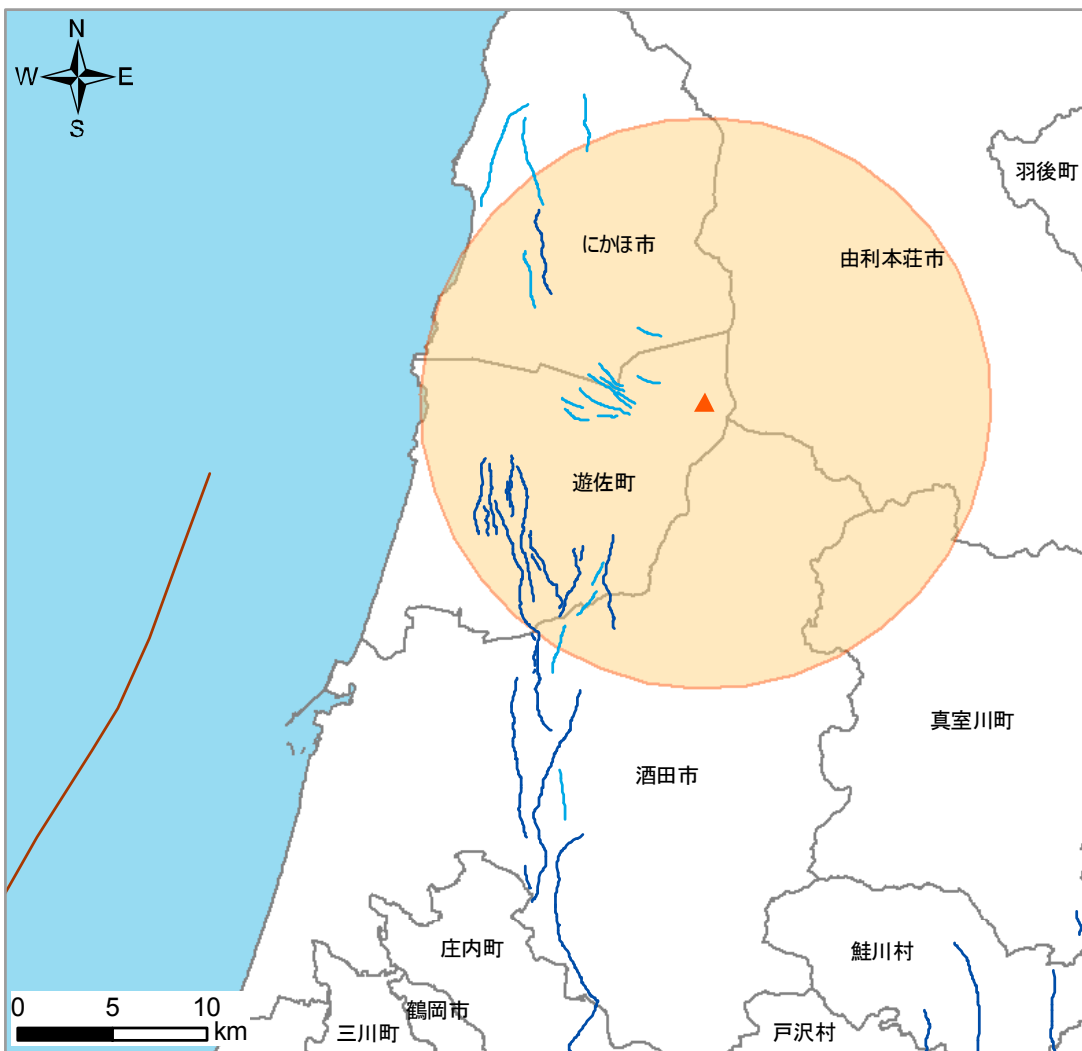 N
W E
S
羽後町
にかほ市
由利本荘市
遊佐町
真室川町
酒田市
庄内町
鮭川村
鶴岡市
三川町
戸沢村
0 5 10
km